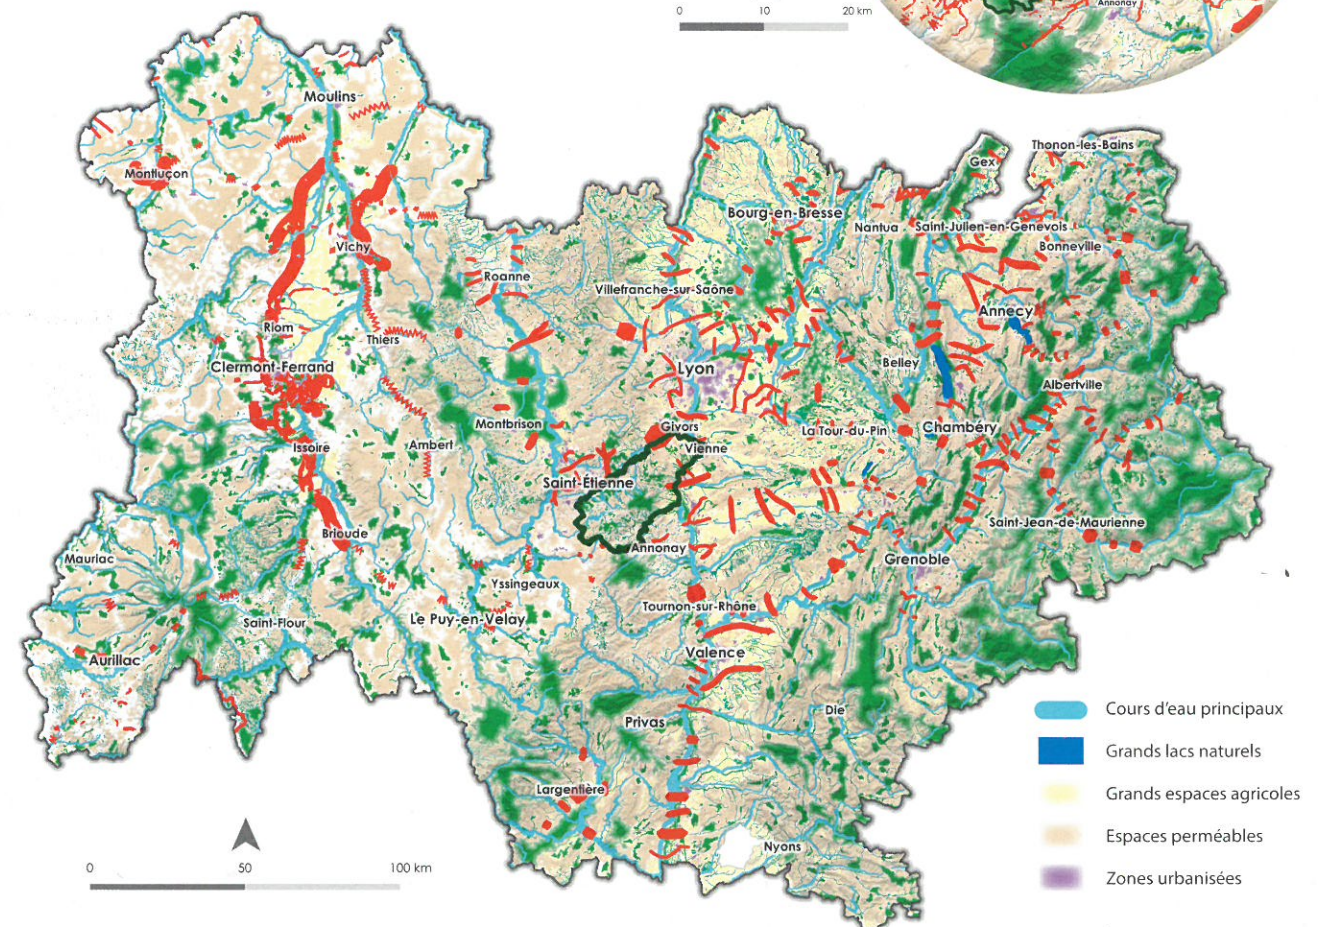 0 10 20 km
Annonay
Moulins
Montluçon
Vichy
Riom
Thiers
Clermont-Ferrand
Issoire
Ambert
Brioude
Mauriac
Saint-Flour
Aurillac
Le Puy-en-Velay
Yssingeaux
Roanne
Montbrison
Saint-Étienne
Villefranche-sur-Saône
Bourg-en-Bresse
Nantua
Gex
Thonon-les-Bains
Saint-Julien-en-Genevois
Bonneville
Annecy
Lyon
Belley
Albertville
Givors
Vienne
La Tour-du-Pin
Chambéry
Saint-Jean-de-Maurienne
Annonay
Grenoble
Tournon-sur-Rhône
Valence
Privas
Die
Largentière
Nyons
0 50 100 km
Cours d'eau principaux
Grands lacs naturels
Grands espaces agricoles
Espaces perméables
Zones urbanisées